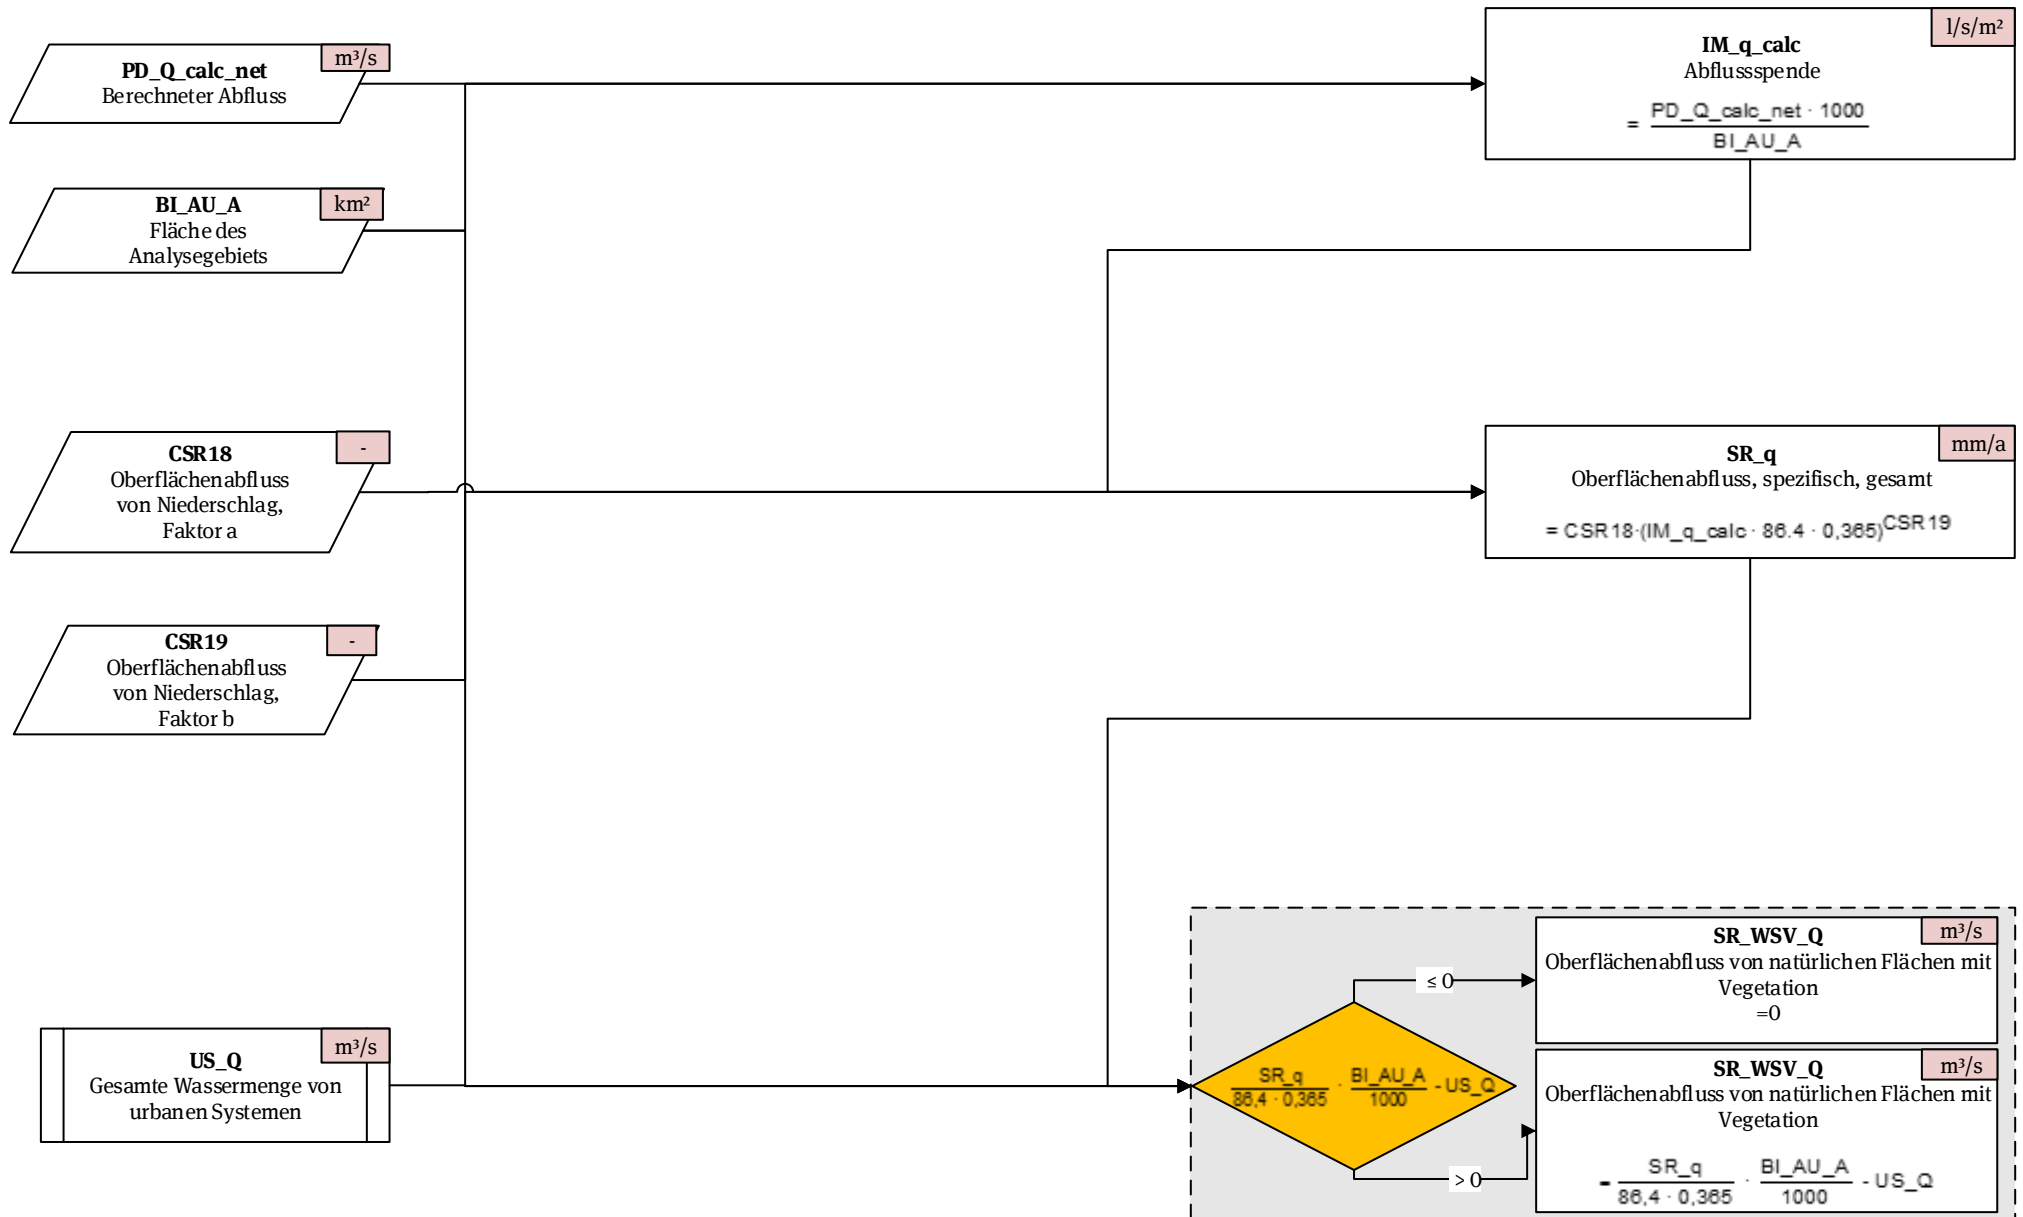 m³/s
PD_Q_calc_net
Berechneter Abfluss
l/s/m²
IM_q_calc
Abflussspende
= PD_Q_calc_net · 1000
BI_AU_A
km²
BI_AU_A
Fläche des
Analysegebiets
-
CSR18
Oberflächenabfluss
von Niederschlag,
Faktor a
mm/a
SR_q
Oberflächenabfluss, spezifisch, gesamt
= CSR18·(IM_q_calc · 86.4 · 0,365)^CSR19
-
CSR19
Oberflächenabfluss
von Niederschlag,
Faktor b
m³/s
US_Q
Gesamte Wassermenge von
urbanen Systemen
SR_q / 86,4 · 0,365 · BI_AU_A / 1000 - US_Q
≤ 0
m³/s
SR_WSV_Q
Oberflächenabfluss von natürlichen Flächen mit
Vegetation
=0
> 0
m³/s
SR_WSV_Q
Oberflächenabfluss von natürlichen Flächen mit
Vegetation
= SR_q / 86,4 · 0,365 · BI_AU_A / 1000 - US_Q